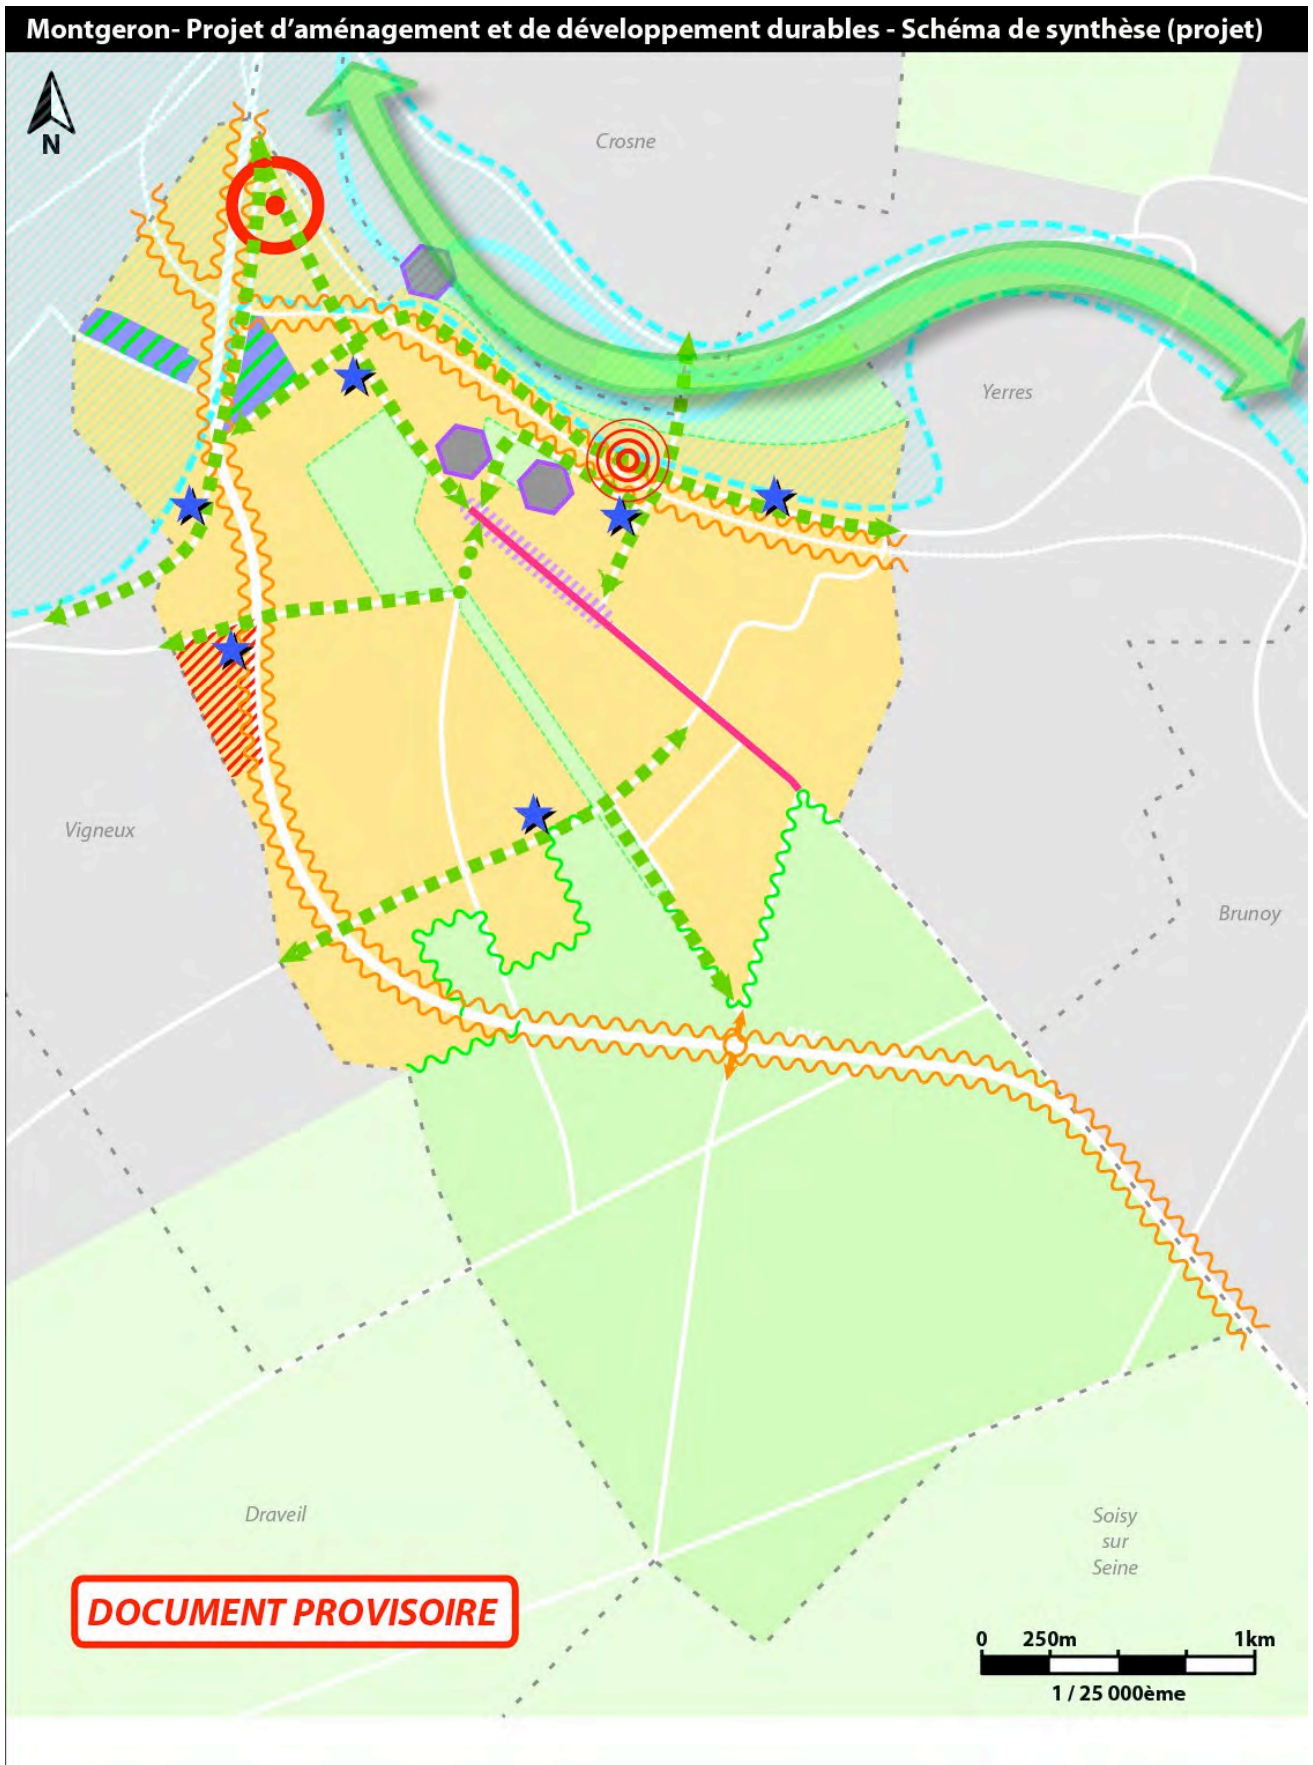 Montgeron- Projet d’aménagement et de développement durables - Schéma de synthèse (projet)
N
Crosne
Yerres
Vigneux
Brunoy
Draveil
Soisy
sur
Seine
DOCUMENT PROVISOIRE
0 250m 1km
1 / 25 000ème